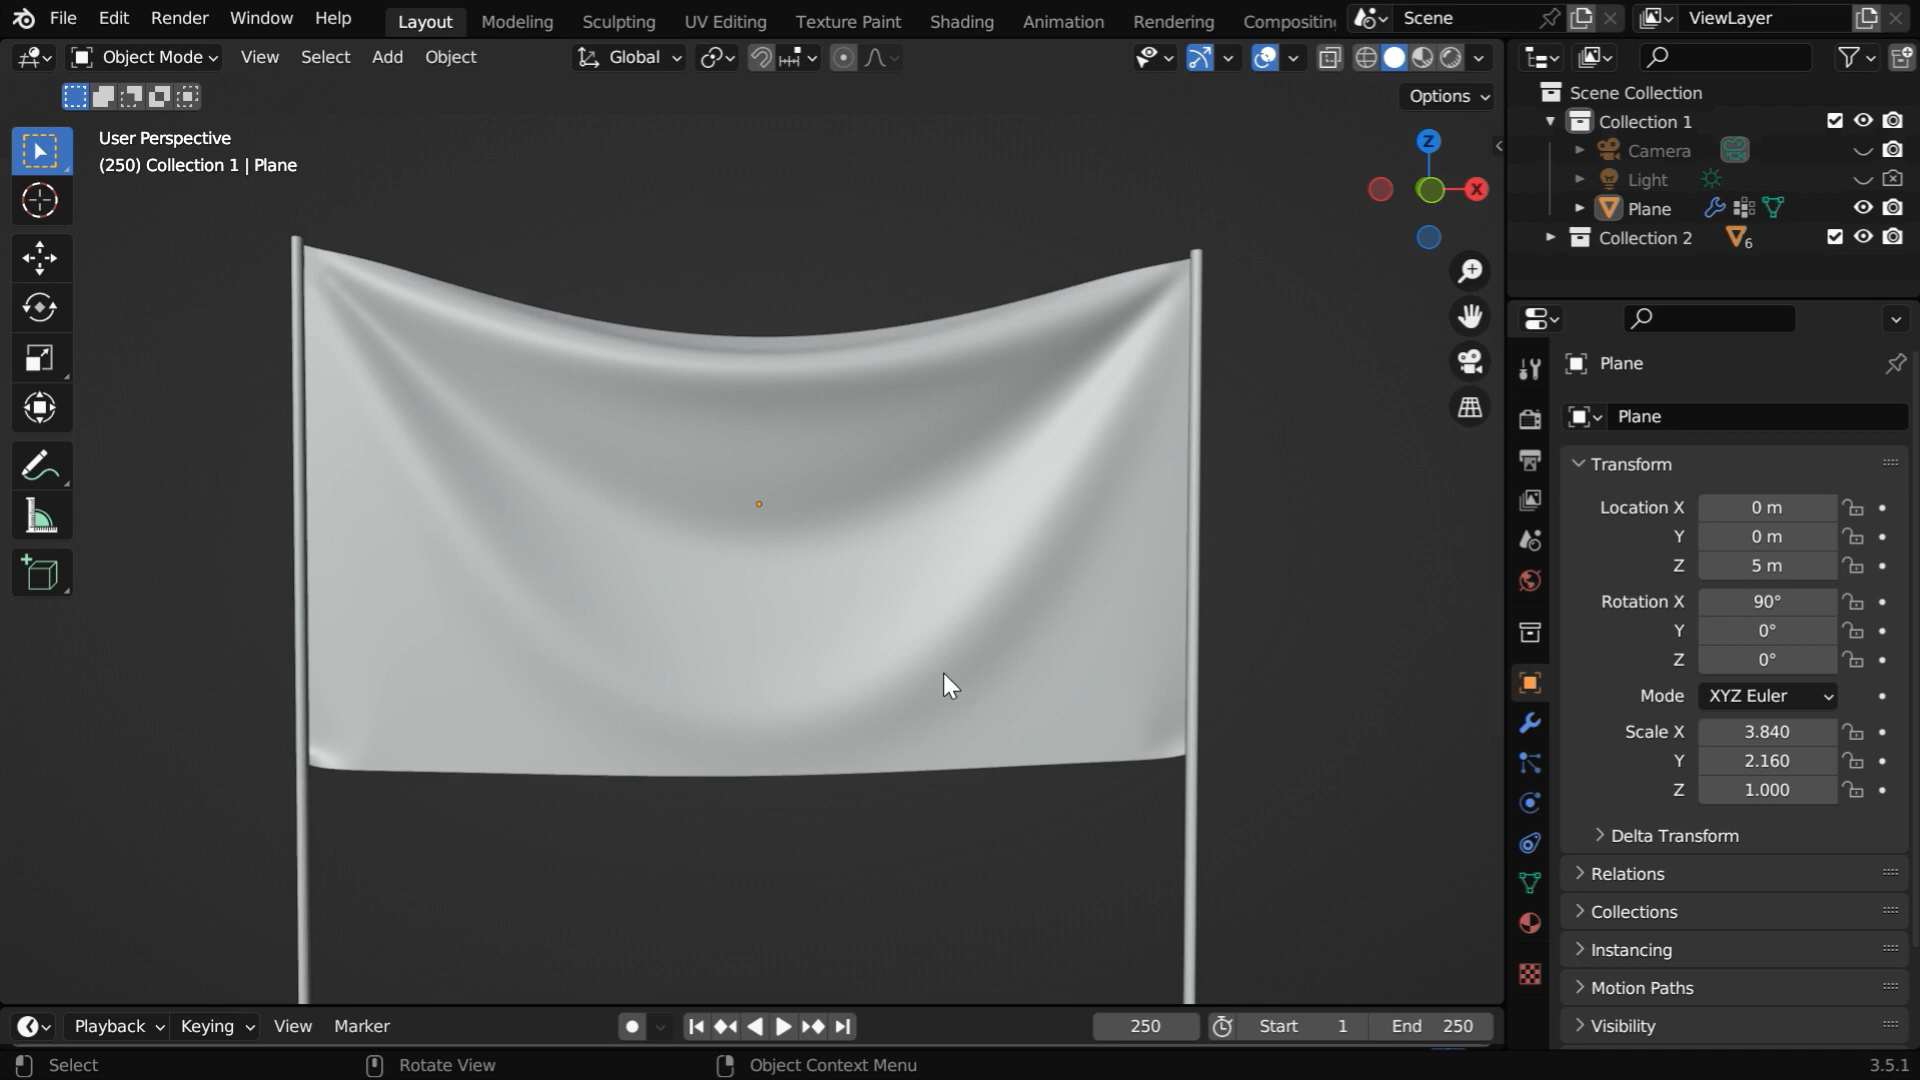 File Edit Render Window Help Layout Modeling Sculpting UV Editing Texture Paint Shading Animation Rendering Compositin Scene ViewLayer
Object Mode View Select Add Object Global
Options
User Perspective
(250) Collection 1 | Plane
Z
X
Scene Collection
Collection 1
Camera
Light
Plane
Collection 2 6
Plane
Plane
Transform
Location X 0 m
Y 0 m
Z 5 m
Rotation X 90°
Y 0°
Z 0°
Mode XYZ Euler
Scale X 3.840
Y 2.160
Z 1.000
Delta Transform
Relations
Collections
Instancing
Motion Paths
Visibility
Playback Keying View Marker 250 Start 1 End 250
Select Rotate View Object Context Menu 3.5.1